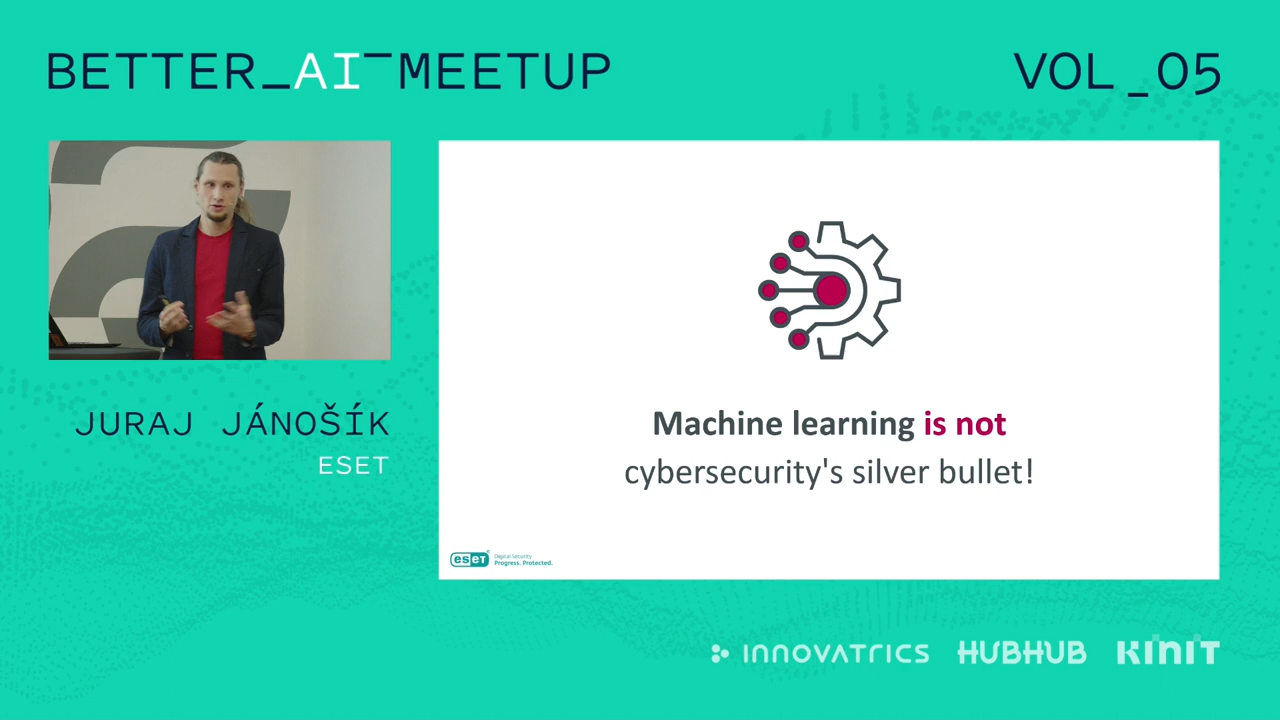 BETTER_AI¯MEETUP
VOL_05
JURAJ JÁNOŠÍK
ESET
Machine learning is not
cybersecurity's silver bullet!
eset
Digital Security
Progress. Protected.
INNOVATRICS HUBHUB KINIT